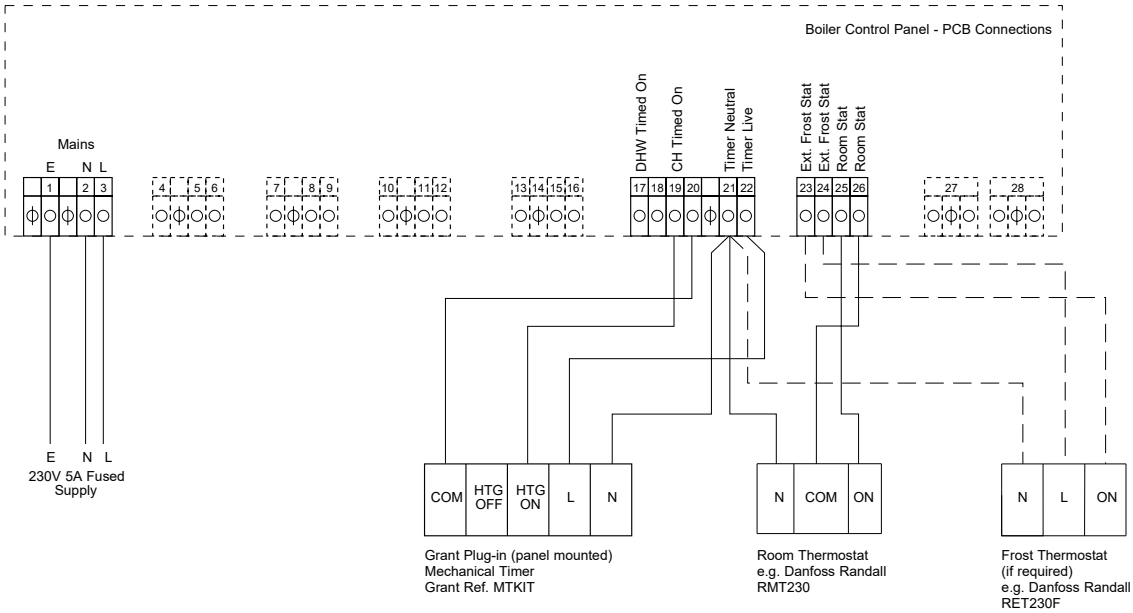 Boiler Control Panel - PCB Connections
DHW Timed On
CH Timed On
Timer Neutral
Timer Live
Ext. Frost Stat
Ext. Frost Stat
Room Stat
Room Stat
Mains
E N L
1 2 3 4 5 6 7 8 9 10 11 12 13 14 15 16 17 18 19 20 21 22 23 24 25 26 27 28
E N L
230V 5A Fused
Supply
COM HTG OFF HTG ON L N
N COM ON
N L ON
Grant Plug-in (panel mounted)
Mechanical Timer
Grant Ref. MTKIT
Room Thermostat
e.g. Danfoss Randall
RMT230
Frost Thermostat
(if required)
e.g. Danfoss Randall
RET230F